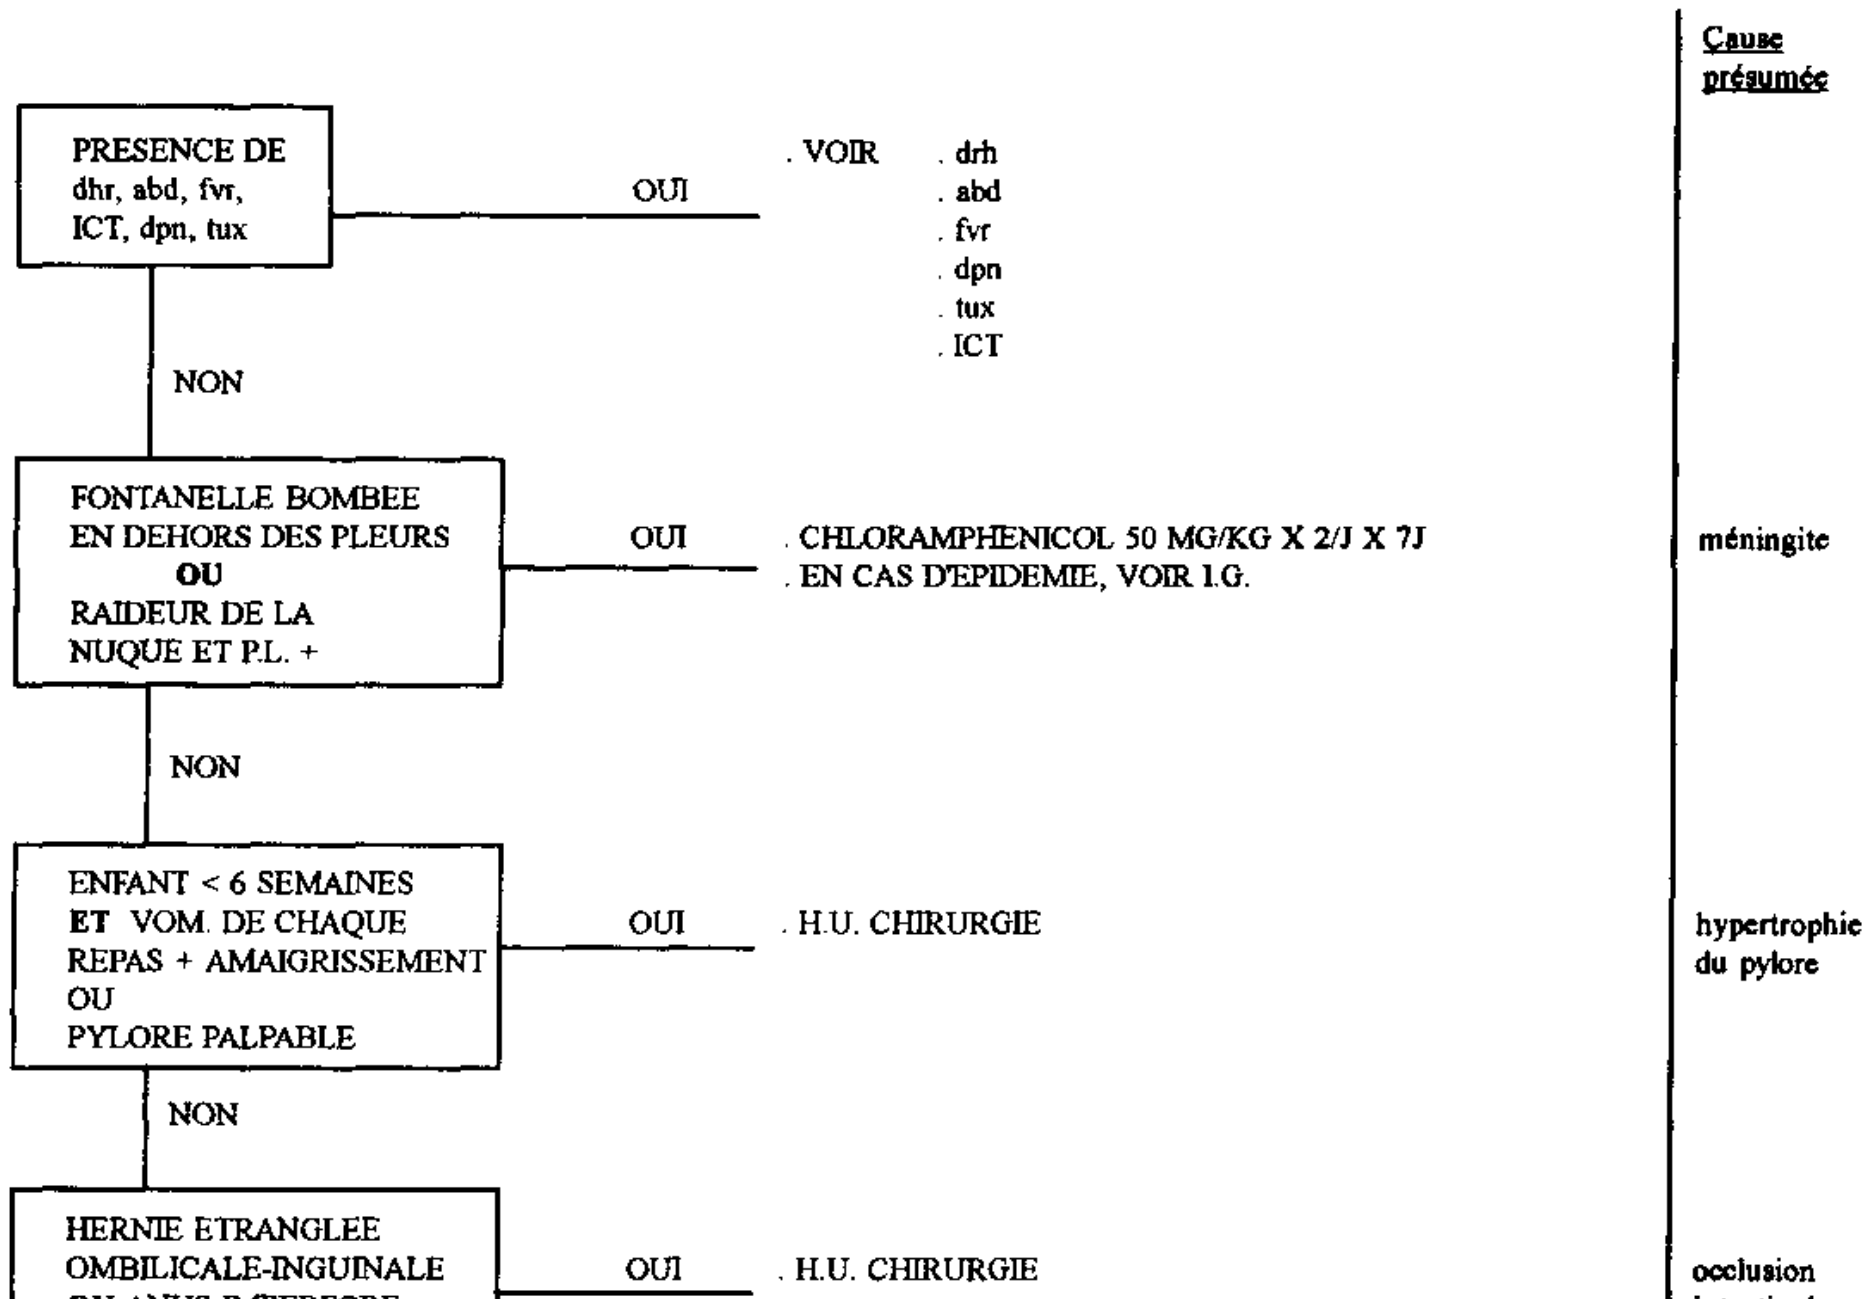 Cause
présumée
PRESENCE DE
dhr, abd, fvr,
ICT, dpn, tux
OUI
. VOIR . drh
. abd
. fvr
. dpn
. tux
. ICT
NON
FONTANELLE BOMBEE
EN DEHORS DES PLEURS
OU
RAIDEUR DE LA
NUQUE ET P.L. +
OUI
. CHLORAMPHENICOL 50 MG/KG X 2/J X 7J
. EN CAS D'EPIDEMIE, VOIR I.G.
méningite
NON
ENFANT < 6 SEMAINES
ET VOM. DE CHAQUE
REPAS + AMAIGRISSEMENT
OU
PYLORE PALPABLE
OUI
. H.U. CHIRURGIE
hypertrophie
du pylore
NON
HERNIE ETRANGLEE
OMBILICALE-INGUINALE
OUI
. H.U. CHIRURGIE
occlusion